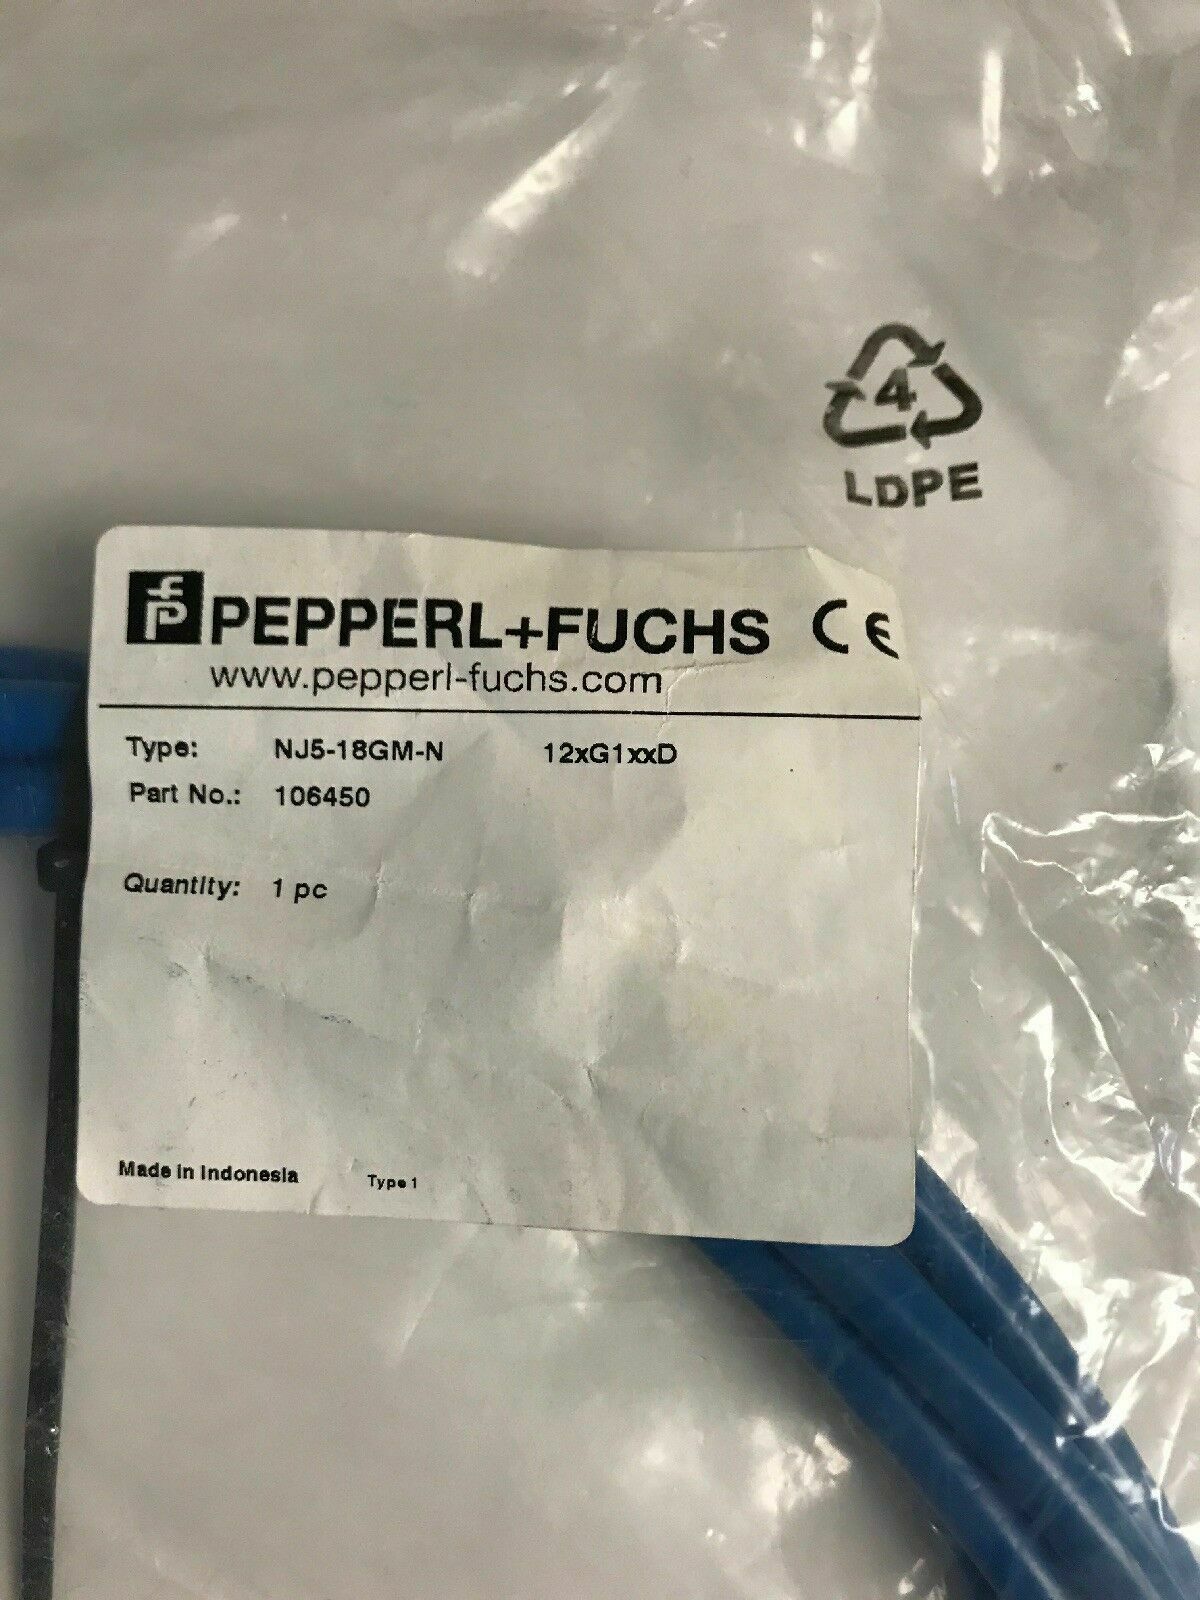 4
LDPE
fP PEPPERL+FUCHS CE
www.pepperl-fuchs.com
Type: NJ5-18GM-N 12xG1xxD
Part No.: 106450
Quantity: 1 pc
Made in Indonesia Type 1